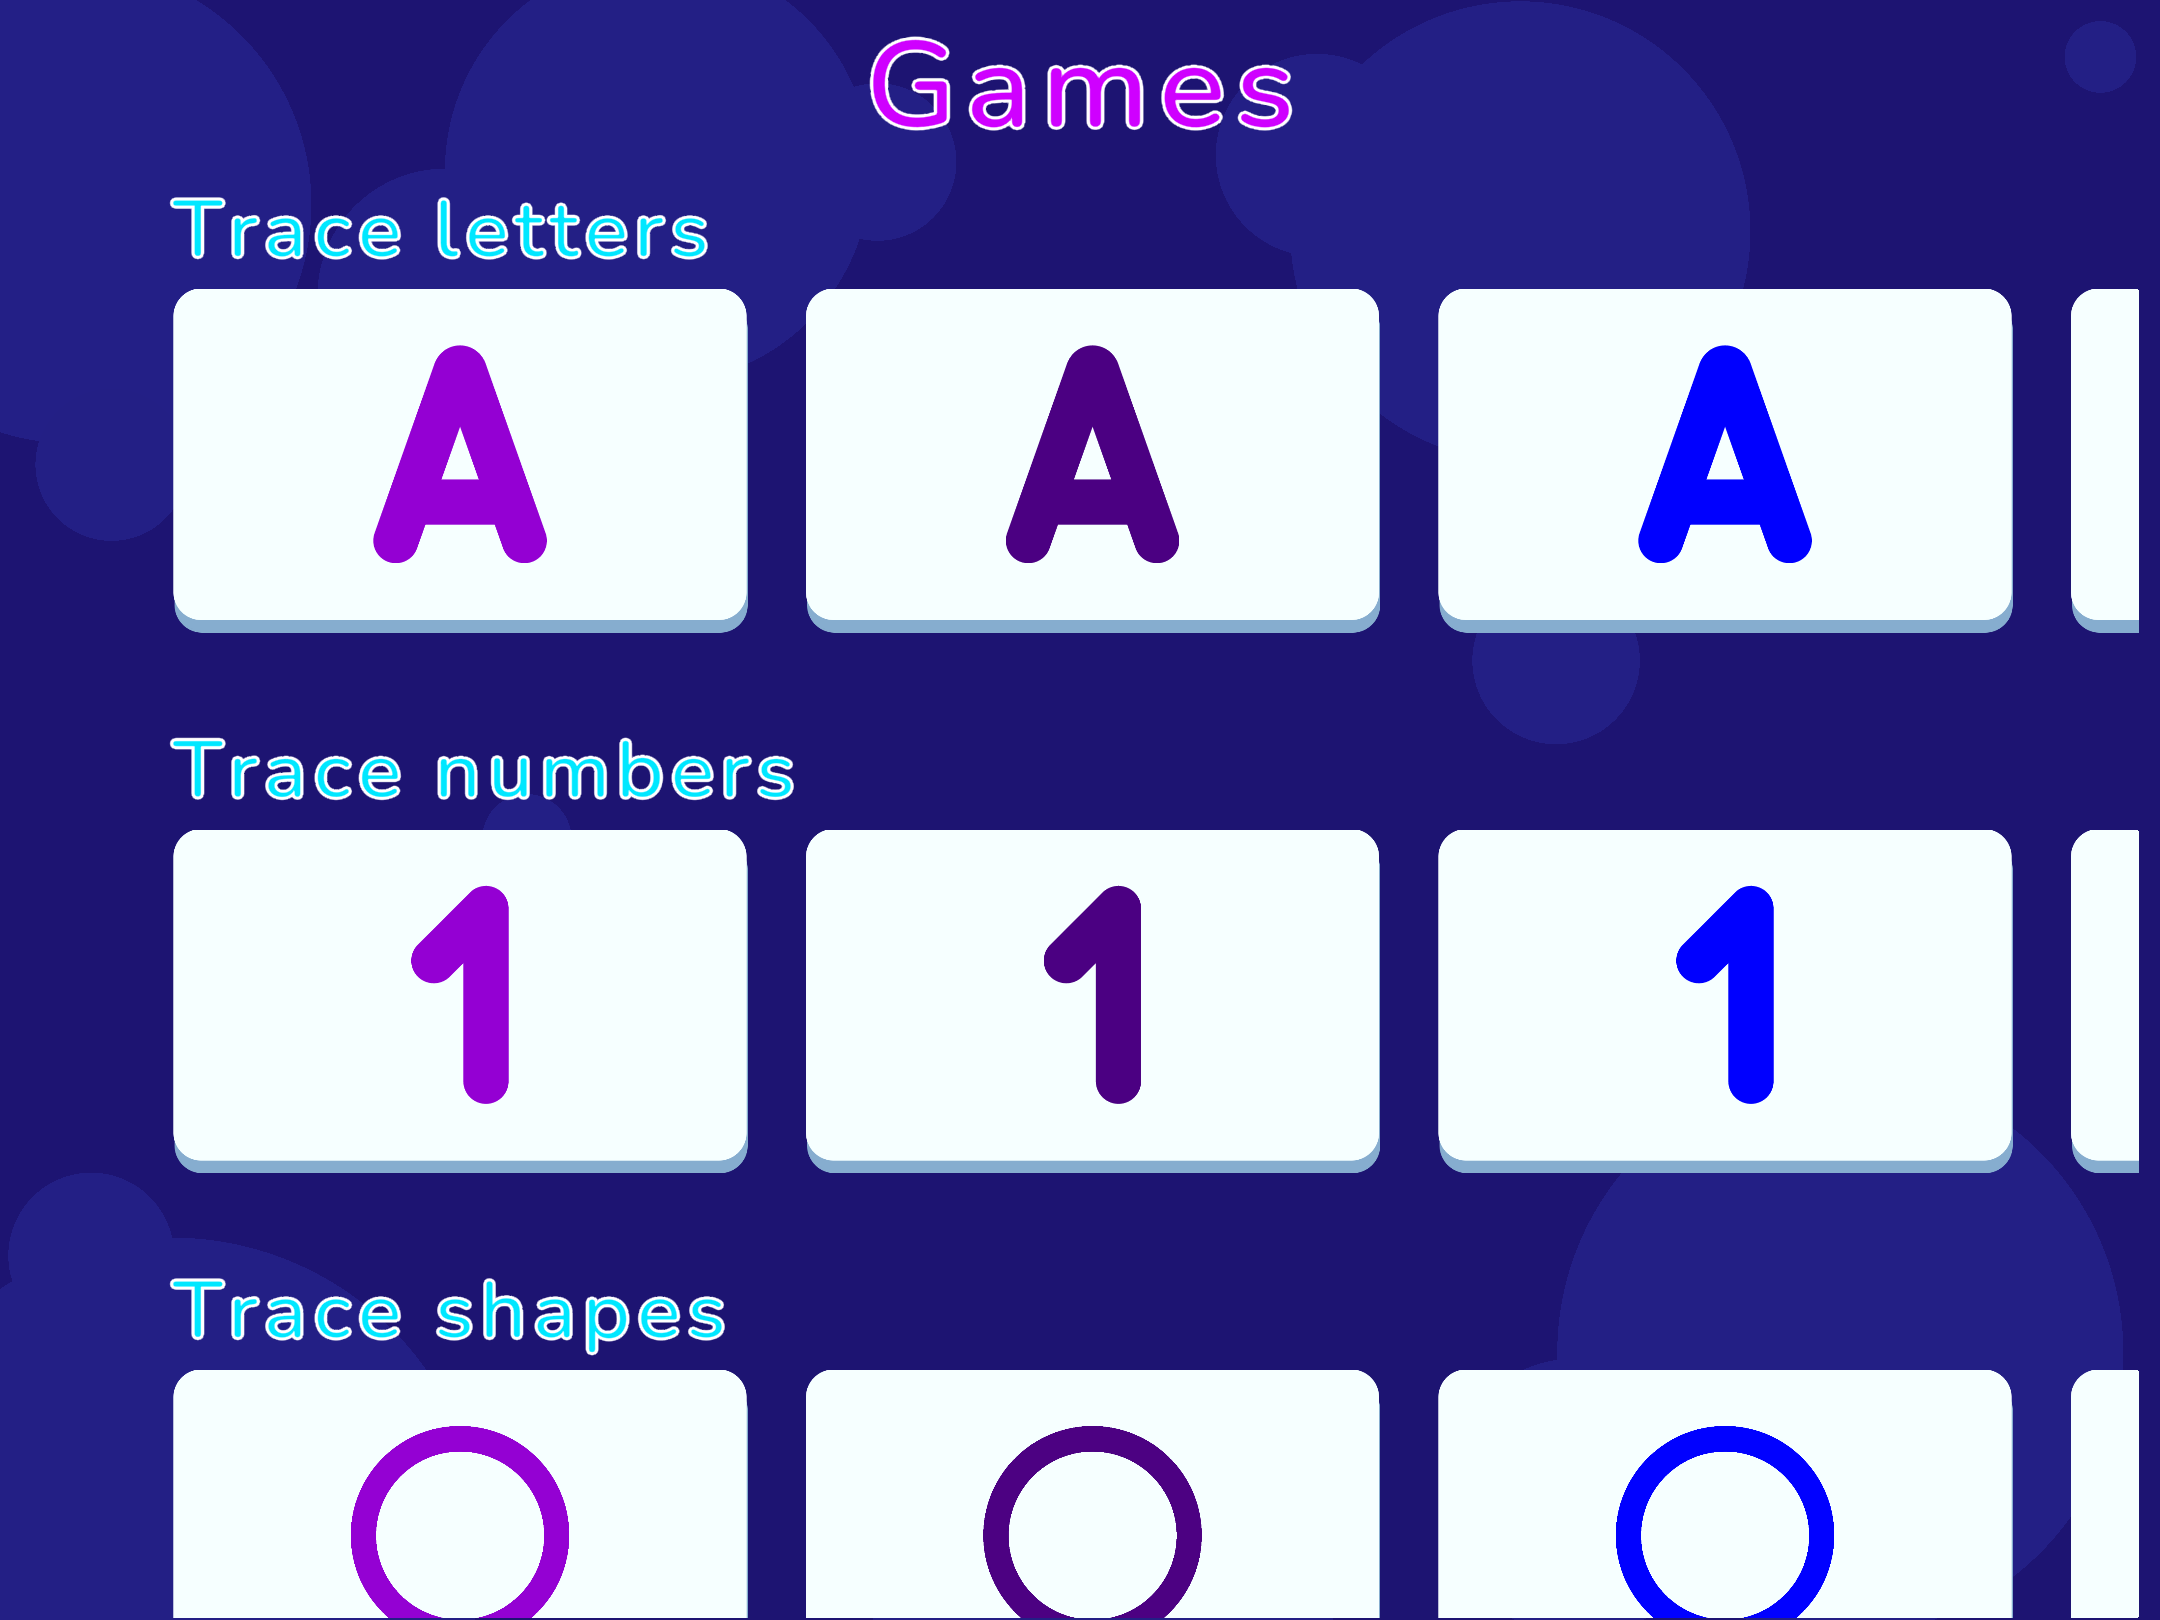 Games
Trace letters
A A A
Trace numbers
1 1 1
Trace shapes